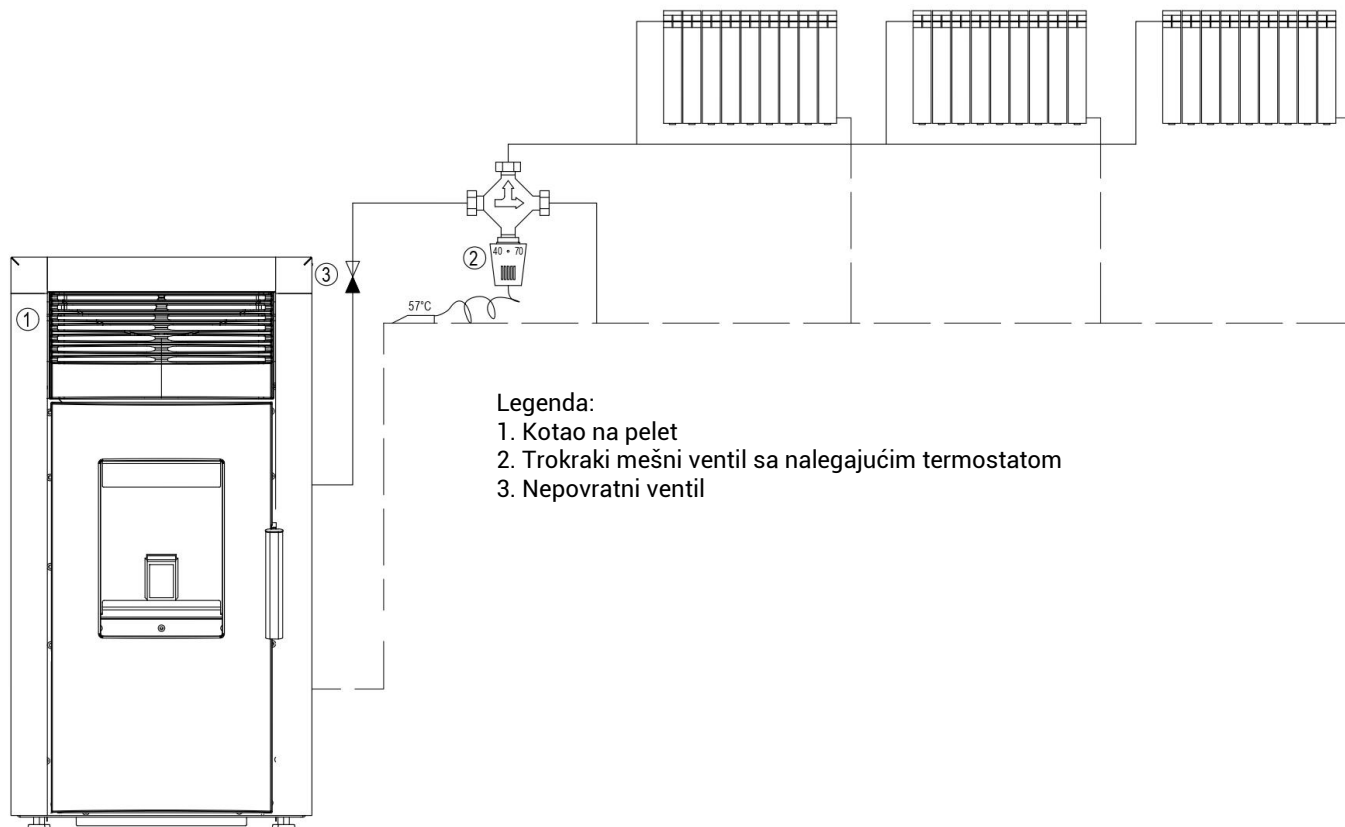 3
2
40 • 70
57°C
1
Legenda:
1. Kotao na pelet
2. Trokraki mešni ventil sa nalegajućim termostatom
3. Nepovratni ventil